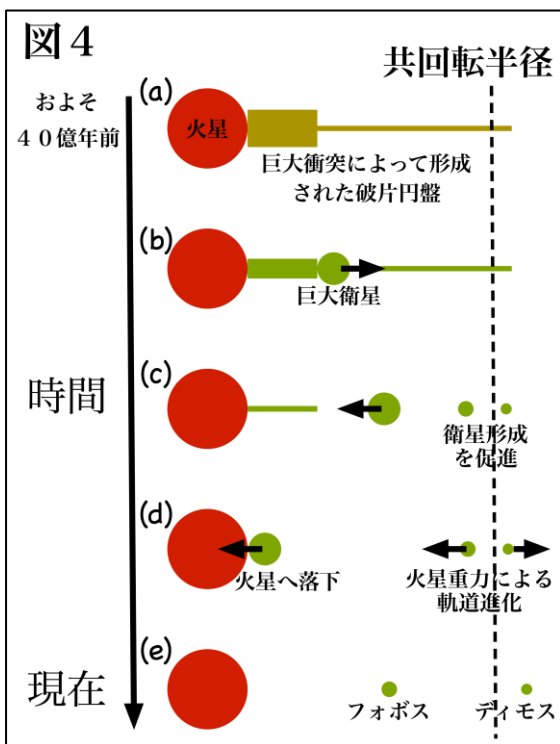 図４
共回転半径
およそ
４０億年前
(a)
火星
巨大衝突によって形成
された破片円盤
(b)
巨大衛星
時間
(c)
衛星形成
を促進
(d)
火星へ落下
火星重力による
軌道進化
現在
(e)
フォボス
ディモス